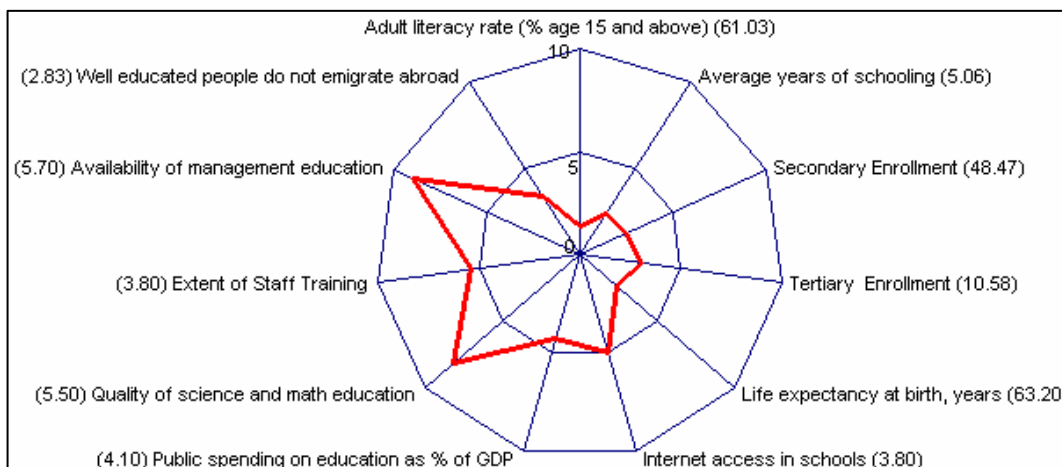 Adult literacy rate (% age 15 and above) (61.03)
10
(2.83) Well educated people do not emigrate abroad
Average years of schooling (5.06)
(5.70) Availability of management education
5
Secondary Enrollment (48.47)
0
(3.80) Extent of Staff Training
Tertiary Enrollment (10.58)
(5.50) Quality of science and math education
Life expectancy at birth, years (63.20
(4.10) Public spending on education as % of GDP
Internet access in schools (3.80)